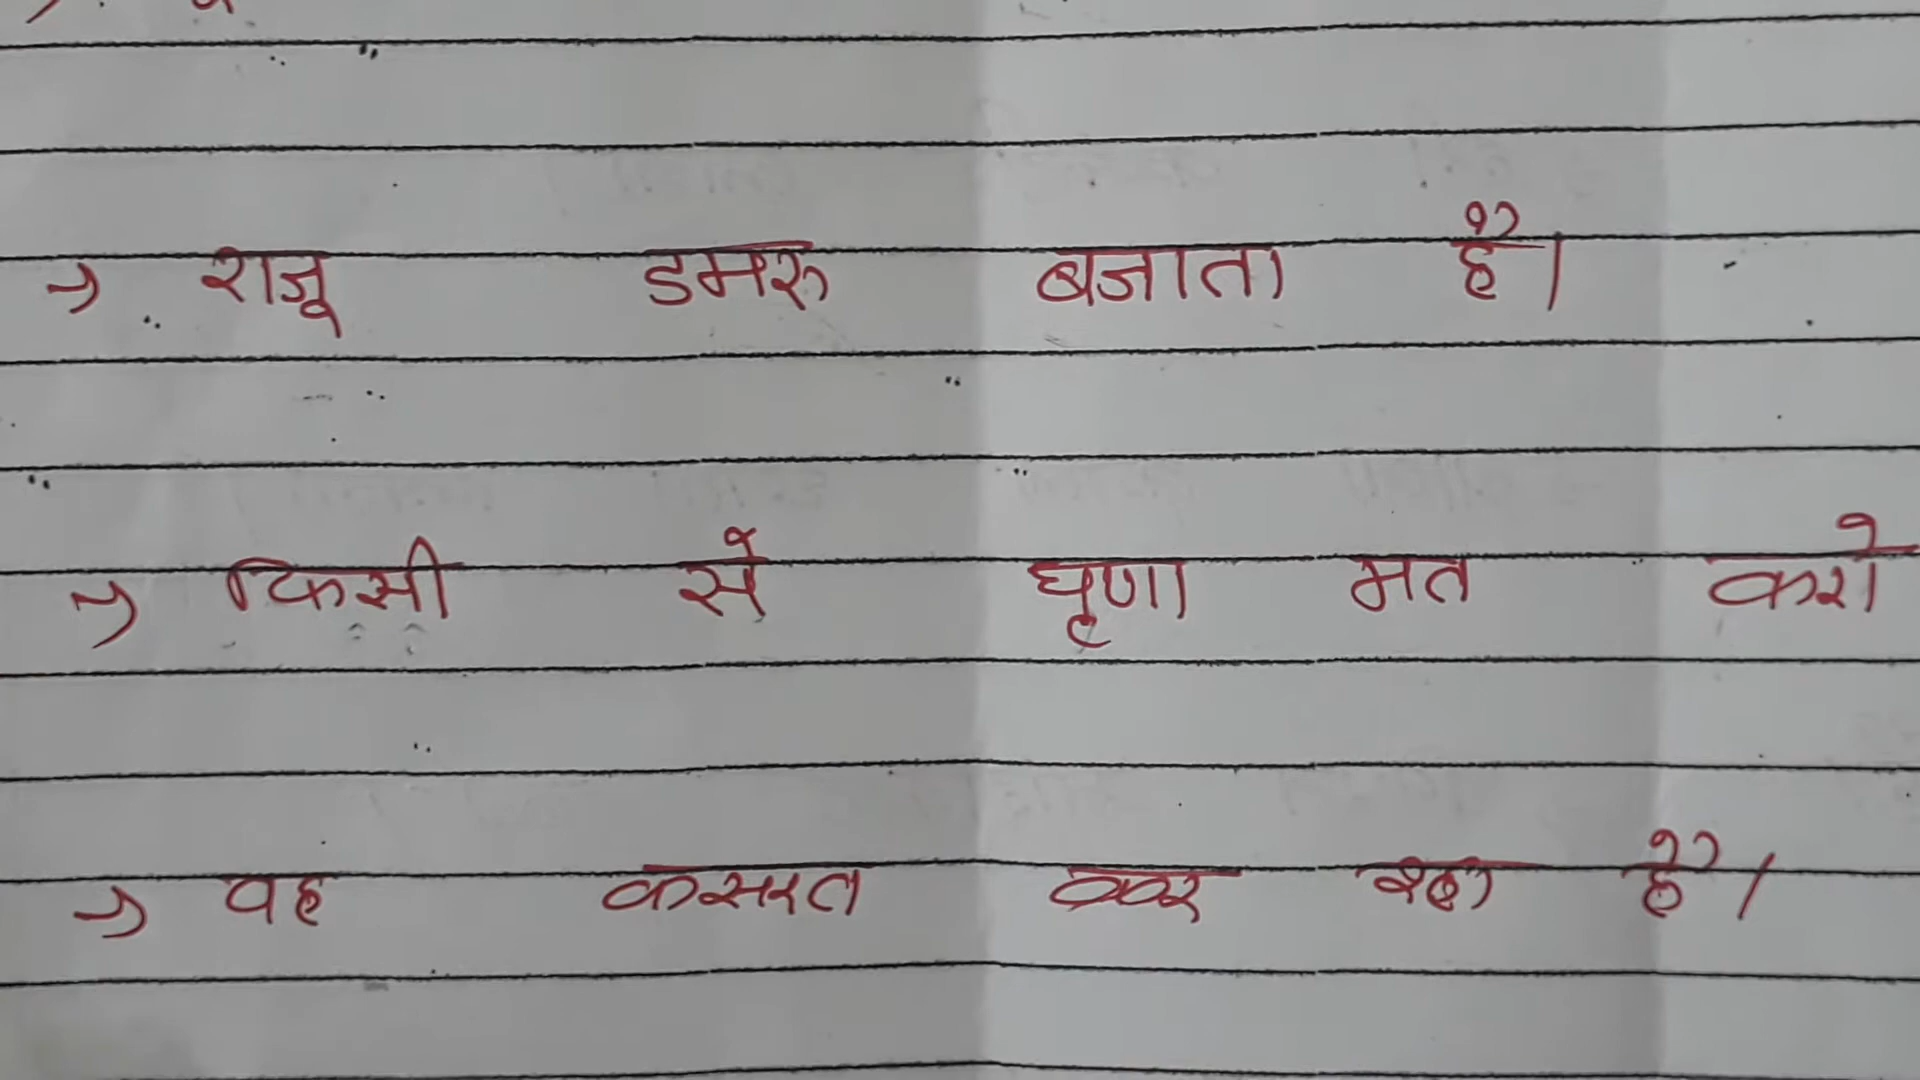 → राजू डमरु बजाता है।
→ किसी से घृणा मत करो
→ वह कसरत कर रहा है।